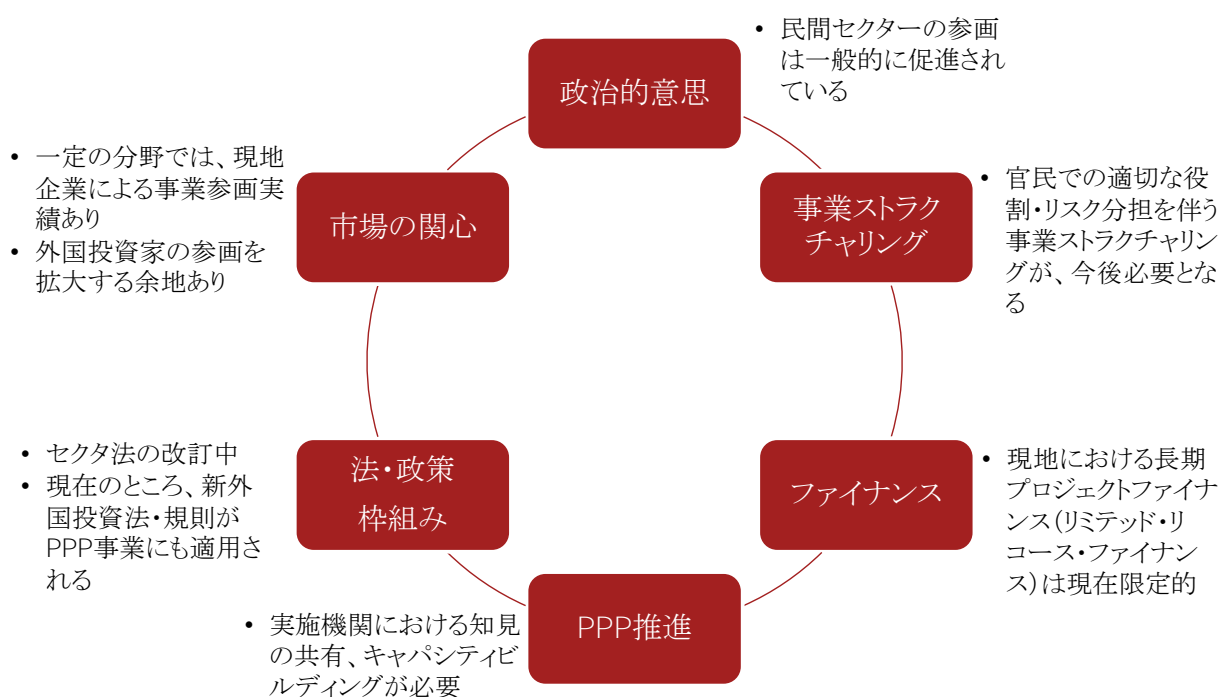 政治的意思
• 民間セクターの参画
は一般的に促進され
ている
事業ストラク
チャリング
• 官民での適切な役
割・リスク分担を伴う
事業ストラクチャリン
グが、今後必要とな
る
ファイナンス
• 現地における長期
プロジェクトファイナ
ンス(リミテッド・リ
コース・ファイナン
ス)は現在限定的
PPP推進
• 実施機関における知見
の共有、キャパシティビ
ルディングが必要
法・政策
枠組み
• セクタ法の改訂中
• 現在のところ、新外
国投資法・規則が
PPP事業にも適用さ
れる
市場の関心
• 一定の分野では、現地
企業による事業参画実
績あり
• 外国投資家の参画を
拡大する余地あり